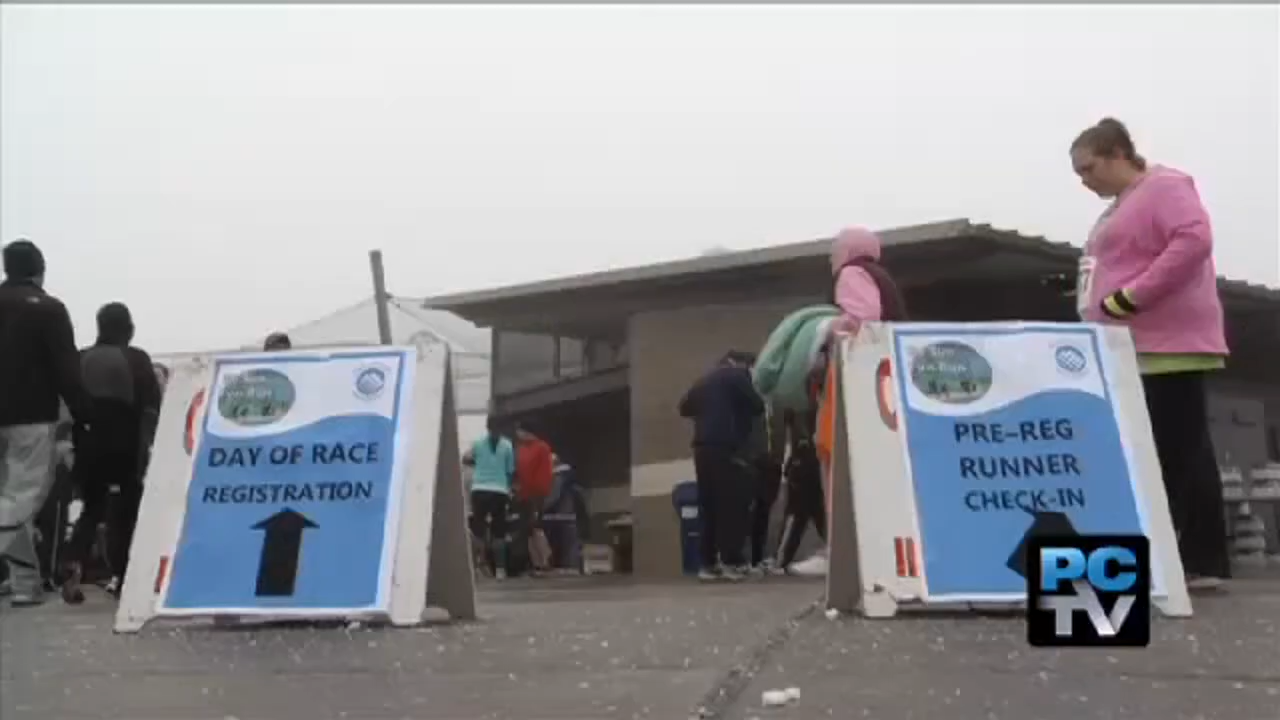 DAY OF RACE
REGISTRATION
PRE-REG
RUNNER
CHECK-IN
PC
TV